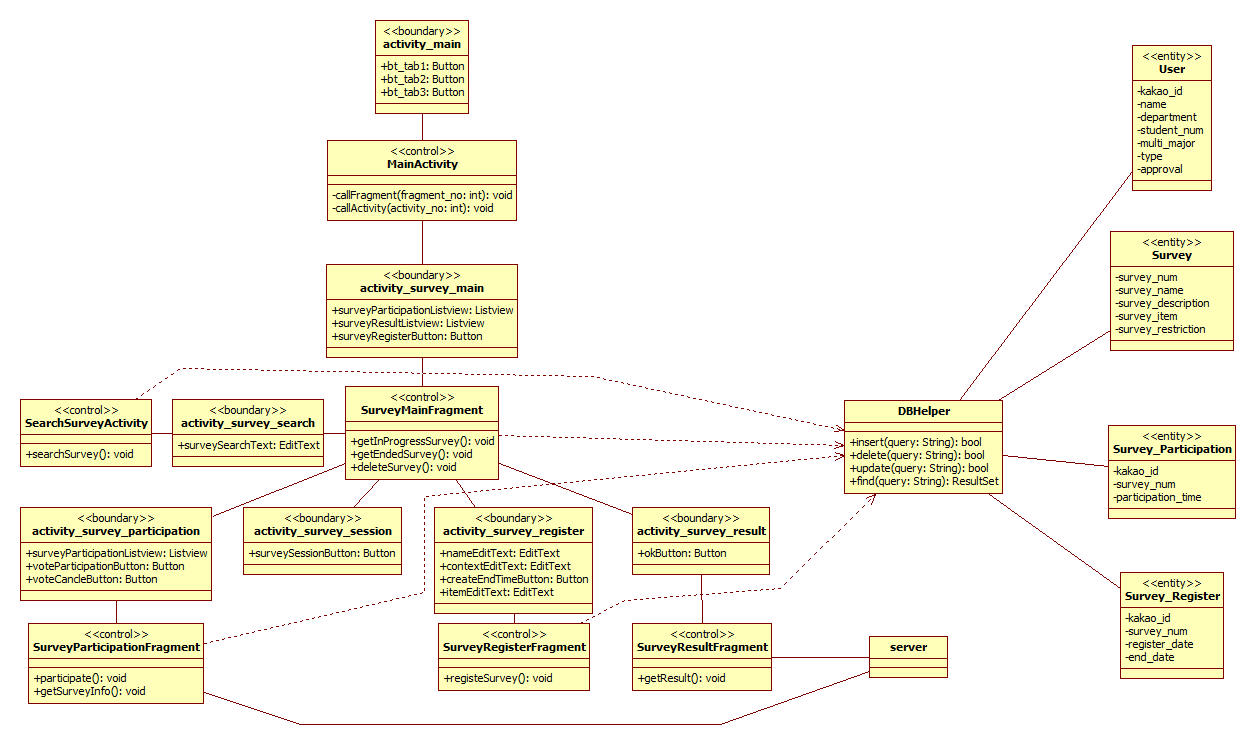 <<boundary>>
activity_main
+bt_tab1: Button
+bt_tab2: Button
+bt_tab3: Button
<<control>>
MainActivity
-callFragment(fragment_no: int): void
-callActivity(activity_no: int): void
<<boundary>>
activity_survey_main
+surveyParticipationListview: Listview
+surveyResultListview: Listview
+surveyRegisterButton: Button
<<control>>
SearchSurveyActivity
+searchSurvey(): void
<<boundary>>
activity_survey_search
+surveySearchText: EditText
<<control>>
SurveyMainFragment
+getInProgressSurvey(): void
+getEndedSurvey(): void
+deleteSurvey(): void
<<boundary>>
activity_survey_participation
+surveyParticipationListview: Listview
+voteParticipationButton: Button
+voteCancleButton: Button
<<boundary>>
activity_survey_session
+surveySessionButton: Button
<<boundary>>
activity_survey_register
+nameEditText: EditText
+contextEditText: EditText
+createEndTimeButton: Button
+itemEditText: EditText
<<boundary>>
activity_survey_result
+okButton: Button
<<control>>
SurveyParticipationFragment
+participate(): void
+getSurveyInfo(): void
<<control>>
SurveyRegisterFragment
+registeSurvey(): void
<<control>>
SurveyResultFragment
+getResult(): void
server
DBHelper
+insert(query: String): bool
+delete(query: String): bool
+update(query: String): bool
+find(query: String): ResultSet
<<entity>>
User
-kakao_id
-name
-department
-student_num
-multi_major
-type
-approval
<<entity>>
Survey
-survey_num
-survey_name
-survey_description
-survey_item
-survey_restriction
<<entity>>
Survey_Participation
-kakao_id
-survey_num
-participation_time
<<entity>>
Survey_Register
-kakao_id
-survey_num
-register_date
-end_date